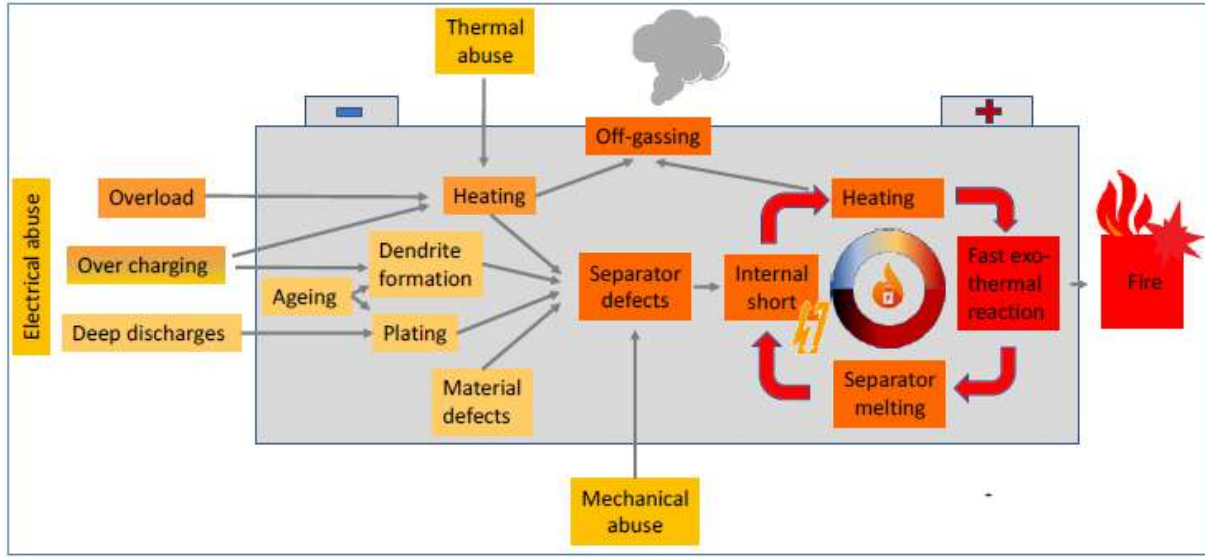 Thermal
abuse
Off-gassing
Electrical abuse
Overload
Heating
Heating
Over charging
Dendrite
formation
Separator
defects
Internal
short
Fast exo-
thermal
reaction
Fire
Ageing
Deep discharges
Plating
Material
defects
Separator
melting
Mechanical
abuse